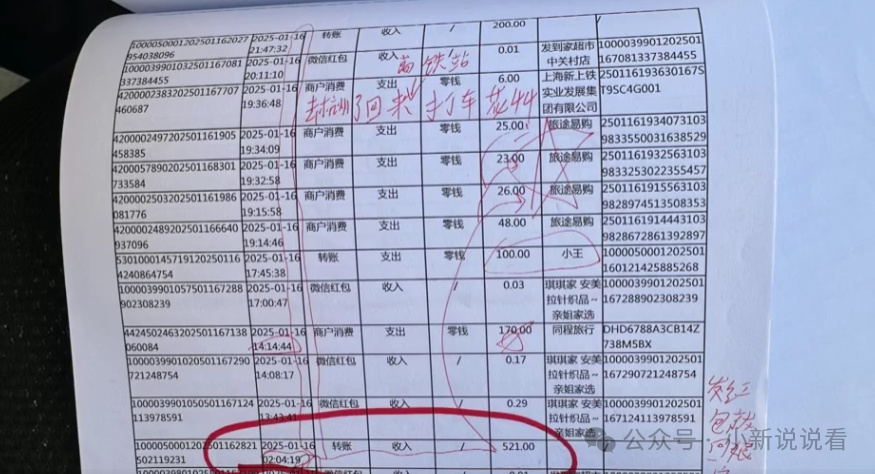 200.00 /
1000050001202501162027 2025-01-16 转账 收入 /
954038096 21:47:32
1000039901032501167081 2025-01-16 微信红包 收入 / 0.01 发到家超市 1000039901202501
337384455 20:11:10 中关村店 167081337384455
高铁站
4200002383202501167707 2025-01-16 商户消费 支出 零钱 6.00 上海新上铁 2501161936301675
460687 19:36:48 实业发展集 T9SC4G001
团有限公司
了回来 打车 花44
4200002497202501161905 2025-01-16 商户消费 支出 零钱 25.00 旅途易购 2501161934073103
458385 19:34:09 9833550031638529
42000057890202501168301 2025-01-16 商户消费 支出 零钱 23.00 旅途易购 2501161932563103
733584 19:32:58 9833253022355457
4200002503202501161986 2025-01-16 商户消费 支出 零钱 26.00 旅途易购 2501161915563103
081776 19:15:58 9828974513508353
4200002489202501166640 2025-01-16 商户消费 支出 零钱 48.00 旅途易购 2501161914443103
937096 19:14:46 9828672861392897
5301000145719120250116 2025-01-16 转账 支出 零钱 100.00 小王 1000050001202501
4240864754 17:45:38 160121425885268
1000039901057501167288 2025-01-16 微信红包 收入 / 0.03 琪琪家 安美 1000039901202501
902308239 17:00:47 拉针织品~ 167288902308239
亲姐家选
4424502463202501167138 2025-01-16 商户消费 支出 零钱 170.00 同程旅行 DHD6788A3CB14Z
060084 14:14:44 738M5BX
1000039901020501167290 2025-01-16 微信红包 收入 / 0.17 琪琪家 安美 1000039901202501
721248754 14:08:17 拉针织品~ 167290721248754
亲姐家选
1000039901050501167124 2025-01-16 微信红包 收入 / 0.29 琪琪家 安美 1000039901202501
113978591 13:43:41 拉针织品~ 167124113978591
亲姐家选
1000050001202501162821 2025-01-16 转账 收入 / 521.00
502119231 02:04:19
发红
包
公众号·小新说说看